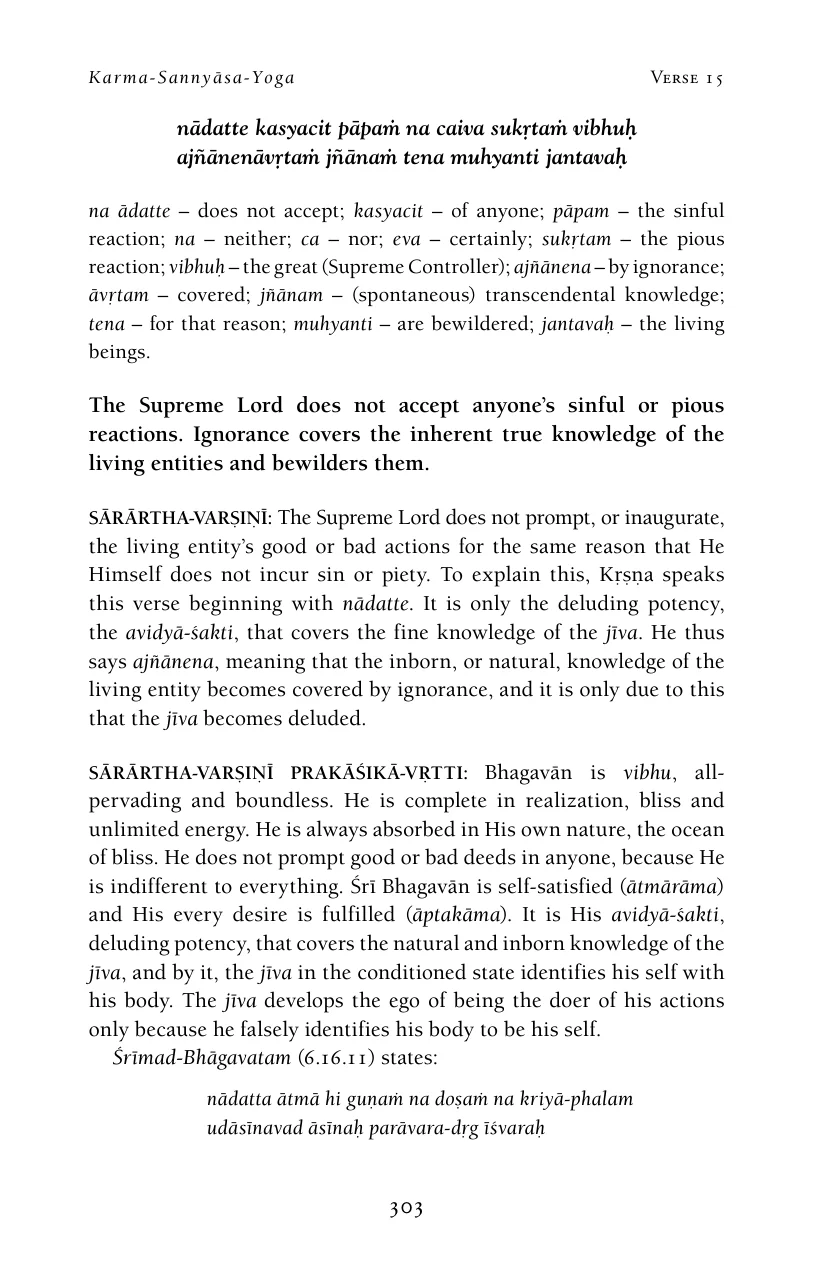 Karma-Sannyāsa-Yoga
Verse 15
nādatte kasyacit pāpaṁ na caiva sukṛtaṁ vibhuḥ
ajñānenāvṛtaṁ jñānaṁ tena muhyanti jantavaḥ
na ādatte – does not accept; kasyacit – of anyone; pāpam – the sinful
reaction; na – neither; ca – nor; eva – certainly; sukṛtam – the pious
reaction; vibhuḥ – the great (Supreme Controller); ajñānena – by ignorance;
āvṛtam – covered; jñānam – (spontaneous) transcendental knowledge;
tena – for that reason; muhyanti – are bewildered; jantavaḥ – the living
beings.
The Supreme Lord does not accept anyone’s sinful or pious
reactions. Ignorance covers the inherent true knowledge of the
living entities and bewilders them.
SĀRĀRTHA-VARṢIṆĪ: The Supreme Lord does not prompt, or inaugurate,
the living entity’s good or bad actions for the same reason that He
Himself does not incur sin or piety. To explain this, Kṛṣṇa speaks
this verse beginning with nādatte. It is only the deluding potency,
the avidyā-śakti, that covers the fine knowledge of the jīva. He thus
says ajñānena, meaning that the inborn, or natural, knowledge of the
living entity becomes covered by ignorance, and it is only due to this
that the jīva becomes deluded.
SĀRĀRTHA-VARṢIṆĪ PRAKĀŚIKĀ-VṚTTI: Bhagavān is vibhu, all-
pervading and boundless. He is complete in realization, bliss and
unlimited energy. He is always absorbed in His own nature, the ocean
of bliss. He does not prompt good or bad deeds in anyone, because He
is indifferent to everything. Śrī Bhagavān is self-satisfied (ātmārāma)
and His every desire is fulfilled (āptakāma). It is His avidyā-śakti,
deluding potency, that covers the natural and inborn knowledge of the
jīva, and by it, the jīva in the conditioned state identifies his self with
his body. The jīva develops the ego of being the doer of his actions
only because he falsely identifies his body to be his self.
Śrīmad-Bhāgavatam (6.16.11) states:
nādatta ātmā hi guṇaṁ na doṣaṁ na kriyā-phalam
udāsīnavad āsīnaḥ parāvara-dṛg īśvaraḥ
303